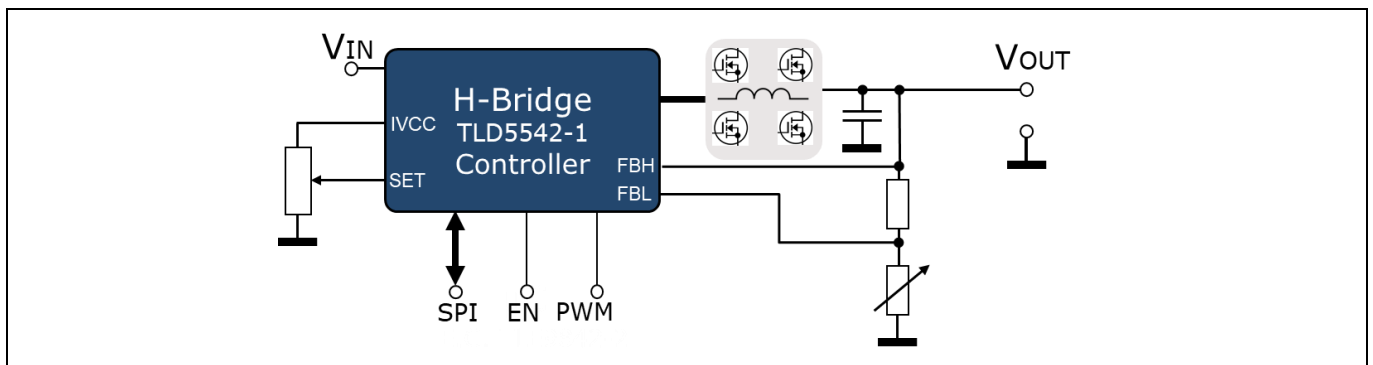 VIN
H-Bridge
TLD5542-1
Controller
IVCC
SET
FBH
FBL
VOUT
SPI
EN
PWM